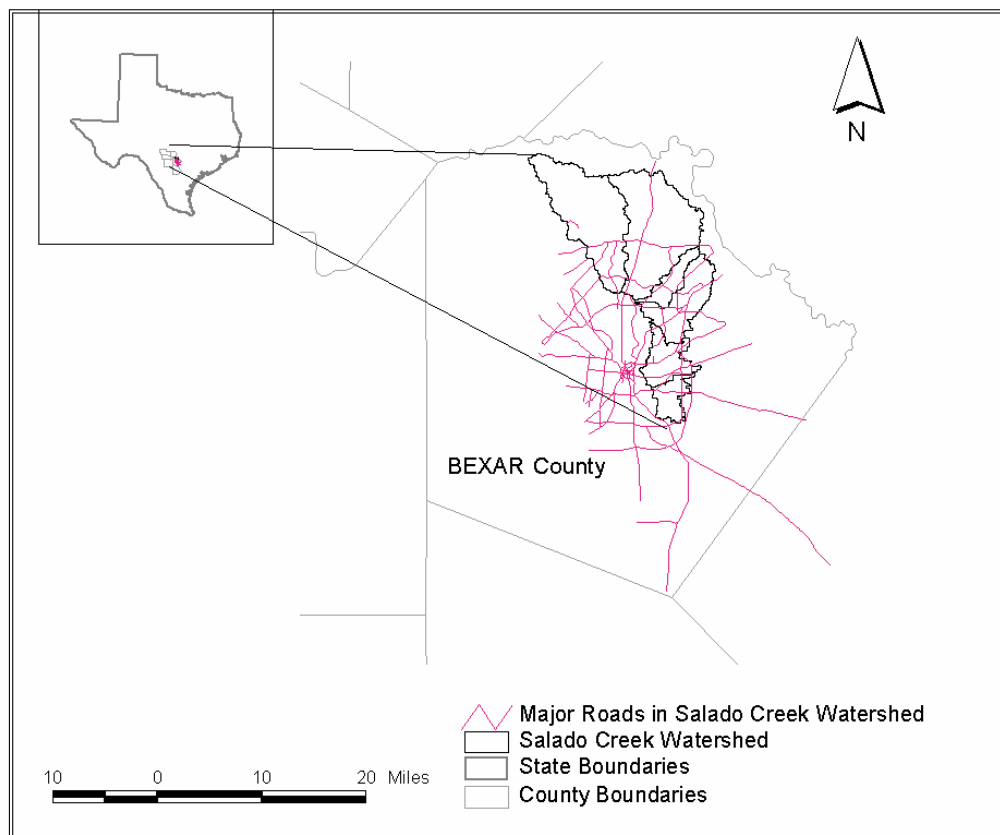 N
BEXAR County
Major Roads in Salado Creek Watershed
Salado Creek Watershed
State Boundaries
County Boundaries
10 0 10 20 Miles